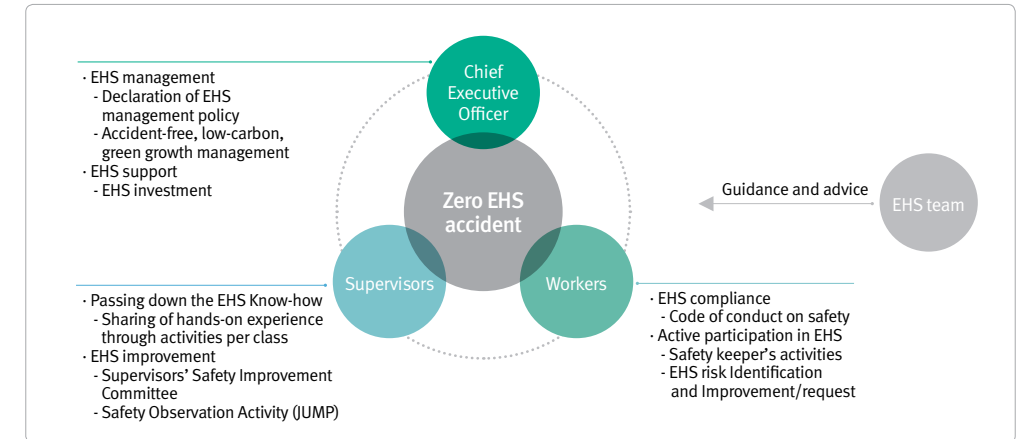 Chief
Executive
Officer
· EHS management
- Declaration of EHS
management policy
- Accident-free, low-carbon,
green growth management
· EHS support
- EHS investment
Zero EHS
accident
Guidance and advice
EHS team
Supervisors
Workers
· Passing down the EHS Know-how
- Sharing of hands-on experience
through activities per class
· EHS improvement
- Supervisors' Safety Improvement
Committee
- Safety Observation Activity (JUMP)
· EHS compliance
- Code of conduct on safety
· Active participation in EHS
- Safety keeper's activities
- EHS risk Identification
and Improvement/request